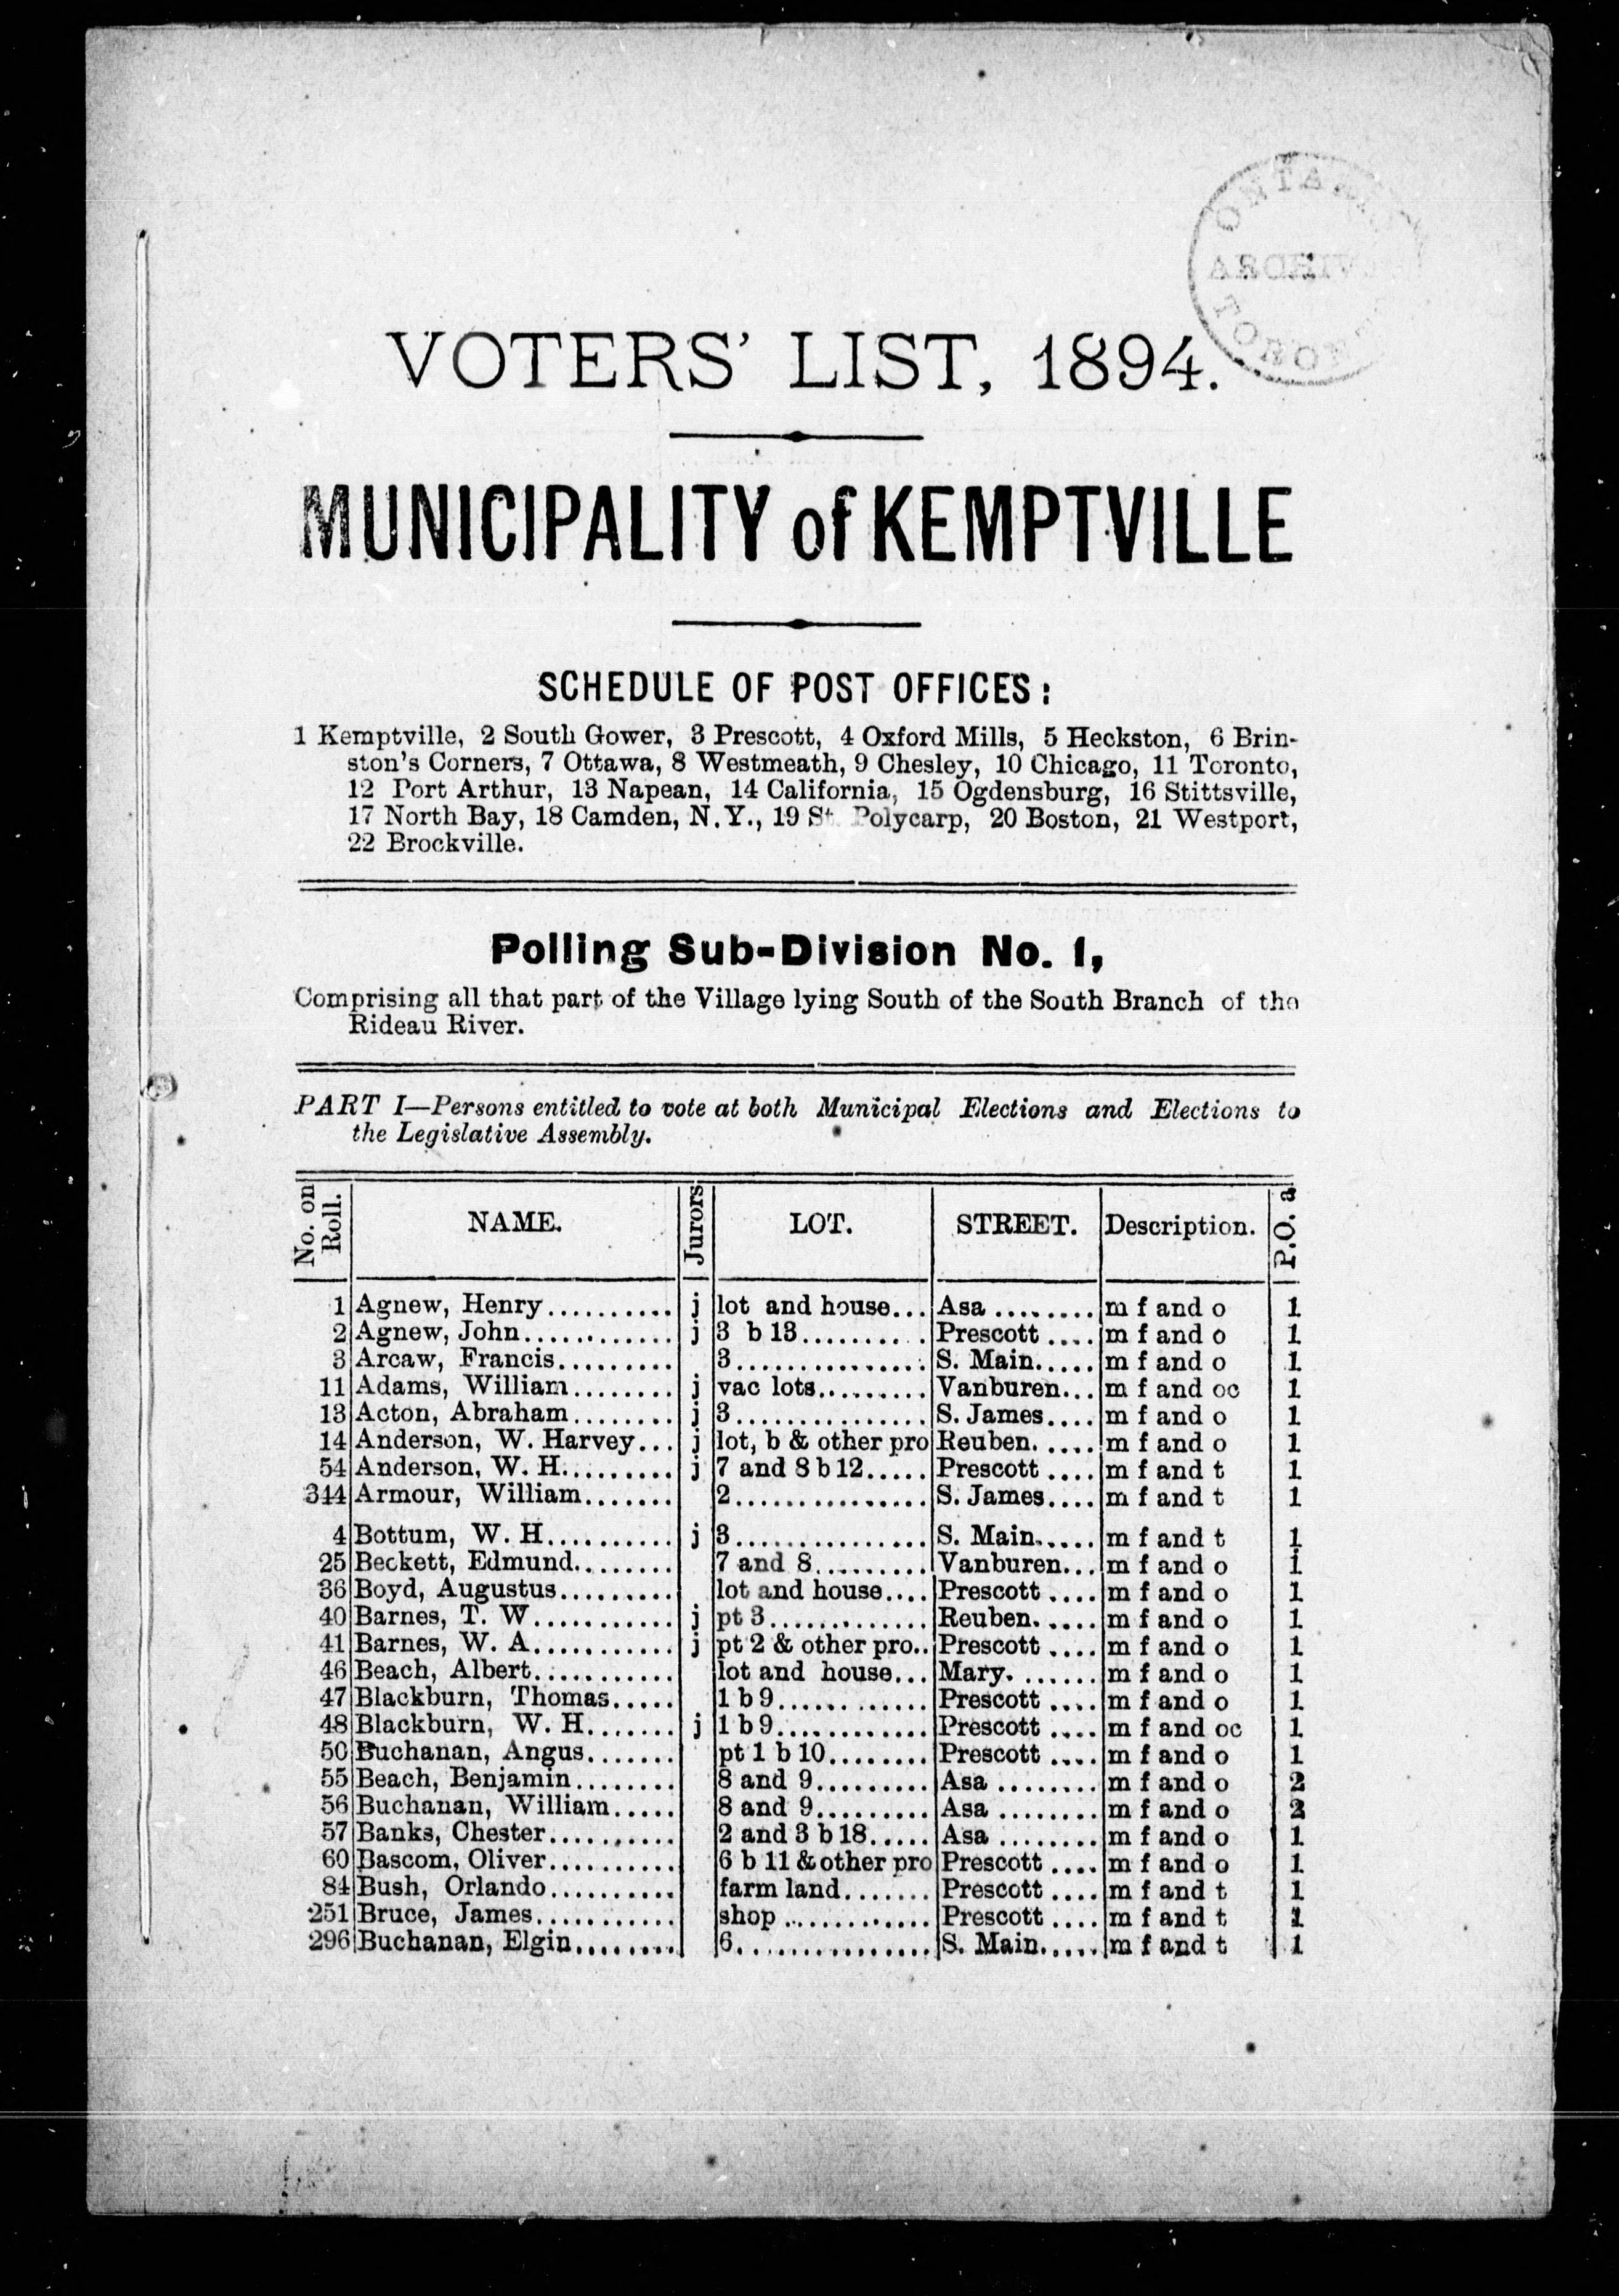 ONTA
ARCHIV
TORO
VOTERS' LIST, 1894.
MUNICIPALITY of KEMPTVILLE
SCHEDULE OF POST OFFICES:
1 Kemptville, 2 South Gower, 3 Prescott, 4 Oxford Mills, 5 Heckston, 6 Brin-
ston's Corners, 7 Ottawa, 8 Westmeath, 9 Chesley, 10 Chicago, 11 Toronto,
12 Port Arthur, 13 Napean, 14 California, 15 Ogdensburg, 16 Stittsville,
17 North Bay, 18 Camden, N.Y., 19 St. Polycarp, 20 Boston, 21 Westport,
22 Brockville.
Polling Sub-Division No. 1,
Comprising all that part of the Village lying South of the South Branch of the
Rideau River.
PART I—Persons entitled to vote at both Municipal Elections and Elections to
the Legislative Assembly.
No. on Roll. NAME. Jurors LOT. STREET. Description. P.O. a
1 Agnew, Henry.......... j lot and house... Asa ........ m f and o 1
2 Agnew, John............ j 3 b 13.......... Prescott .... m f and o 1
3 Arcaw, Francis......... 3............... S. Main..... m f and o 1
11 Adams, William........ j vac lots......... Vanburen... m f and oc 1
13 Acton, Abraham........ j 3............... S. James.... m f and o 1
14 Anderson, W. Harvey... j lot, b & other pro Reuben. .... m f and o 1
54 Anderson, W. H......... j 7 and 8 b 12..... Prescott .... m f and t 1
344 Armour, William....... 2............... S. James.... m f and t 1
4 Bottum, W. H.......... j 3............... S. Main..... m f and t 1
25 Beckett, Edmund........ 7 and 8......... Vanburen... m f and o 1
36 Boyd, Augustus......... lot and house.... Prescott .... m f and o 1
40 Barnes, T. W........... j pt 3............. Reuben. .... m f and o 1
41 Barnes, W. A........... j pt 2 & other pro.. Prescott .... m f and o 1
46 Beach, Albert........... lot and house... Mary. ...... m f and o 1
47 Blackburn, Thomas..... 1 b 9............ Prescott .... m f and o 1
48 Blackburn, W. H....... j 1 b 9............ Prescott .... m f and oc 1
50 Buchanan, Angus....... pt 1 b 10........ Prescott .... m f and o 1
55 Beach, Benjamin........ 8 and 9.......... Asa ........ m f and o 2
56 Buchanan, William..... 8 and 9.......... Asa ........ m f and o 2
57 Banks, Chester.......... 2 and 3 b 18..... Asa ........ m f and o 1
60 Bascom, Oliver.......... 6 b 11 & other pro Prescott .... m f and o 1
84 Bush, Orlando.......... farm land....... Prescott .... m f and t 1
251 Bruce, James........... shop ............ Prescott .... m f and t 1
296 Buchanan, Elgin........ 6............... S. Main..... m f and t 1